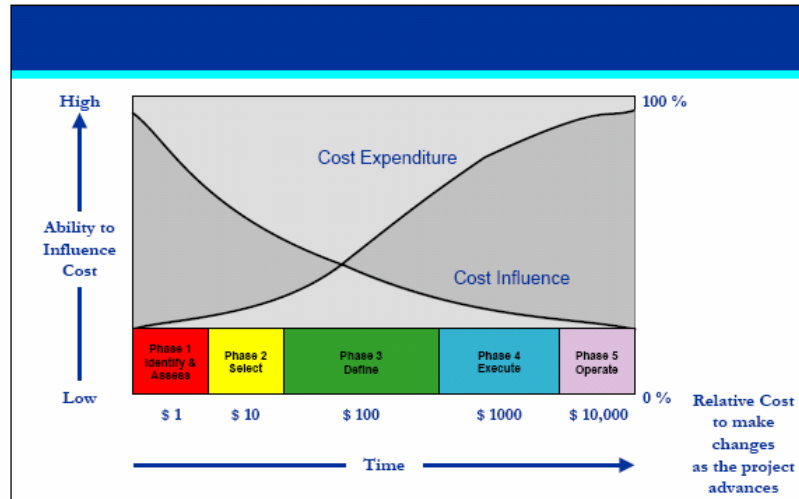 High
100 %
Cost Expenditure
Ability to
Influence
Cost
Cost Influence
Phase 1
Identify &
Assess
Phase 2
Select
Phase 3
Define
Phase 4
Execute
Phase 5
Operate
Low
0 %
$ 1
$ 10
$ 100
$ 1000
$ 10,000
Relative Cost
to make
changes
as the project
advances
Time